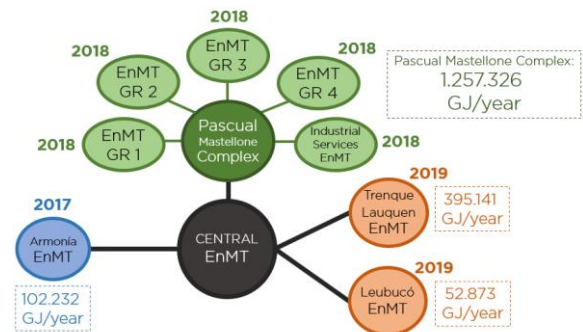 2018
EnMT
GR 3
2018
EnMT
GR 2
2018
EnMT
GR 4
2018
EnMT
GR 1
Pascual
Mastellone
Complex
Industrial
Services
EnMT
2018
Pascual Mastellone Complex:
1.257.326
GJ/year
2017
Armonía
EnMT
102.232
GJ/year
CENTRAL
EnMT
2019
Trenque
Lauquen
EnMT
395.141
GJ/year
2019
Leubucó
EnMT
52.873
GJ/year